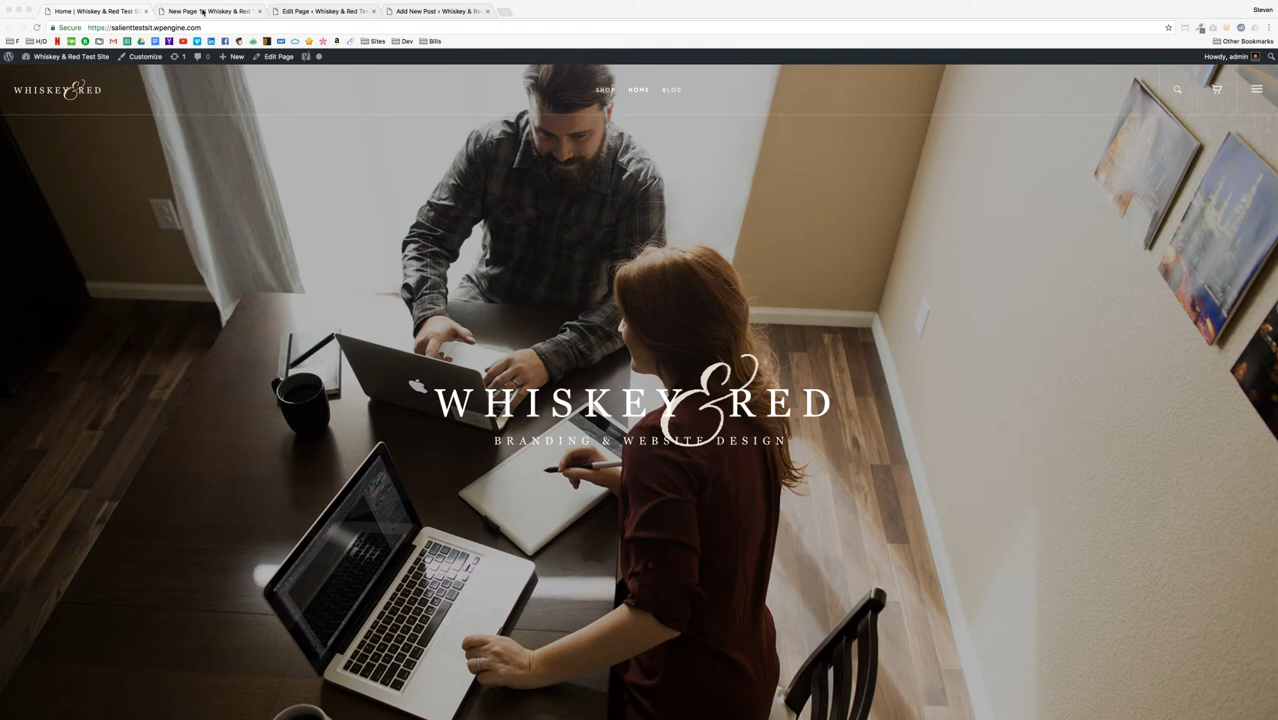 Steven
Home | Whiskey & Red Test Si
New Page
Whiskey & Red
Edit Page ‹ Whiskey & Red Te
Add New Post ‹ Whiskey & Re
Secure
https://salienttestsit.wpengine.com
F
H/D
Sites
Dev
Bills
Other Bookmarks
Whiskey & Red Test Site
Customize
1
0
New
Edit Page
Howdy, admin
WHISKEY & RED
SHOP
HOME
BLOG
WHISKEY & RED
BRANDING & WEBSITE DESIGN